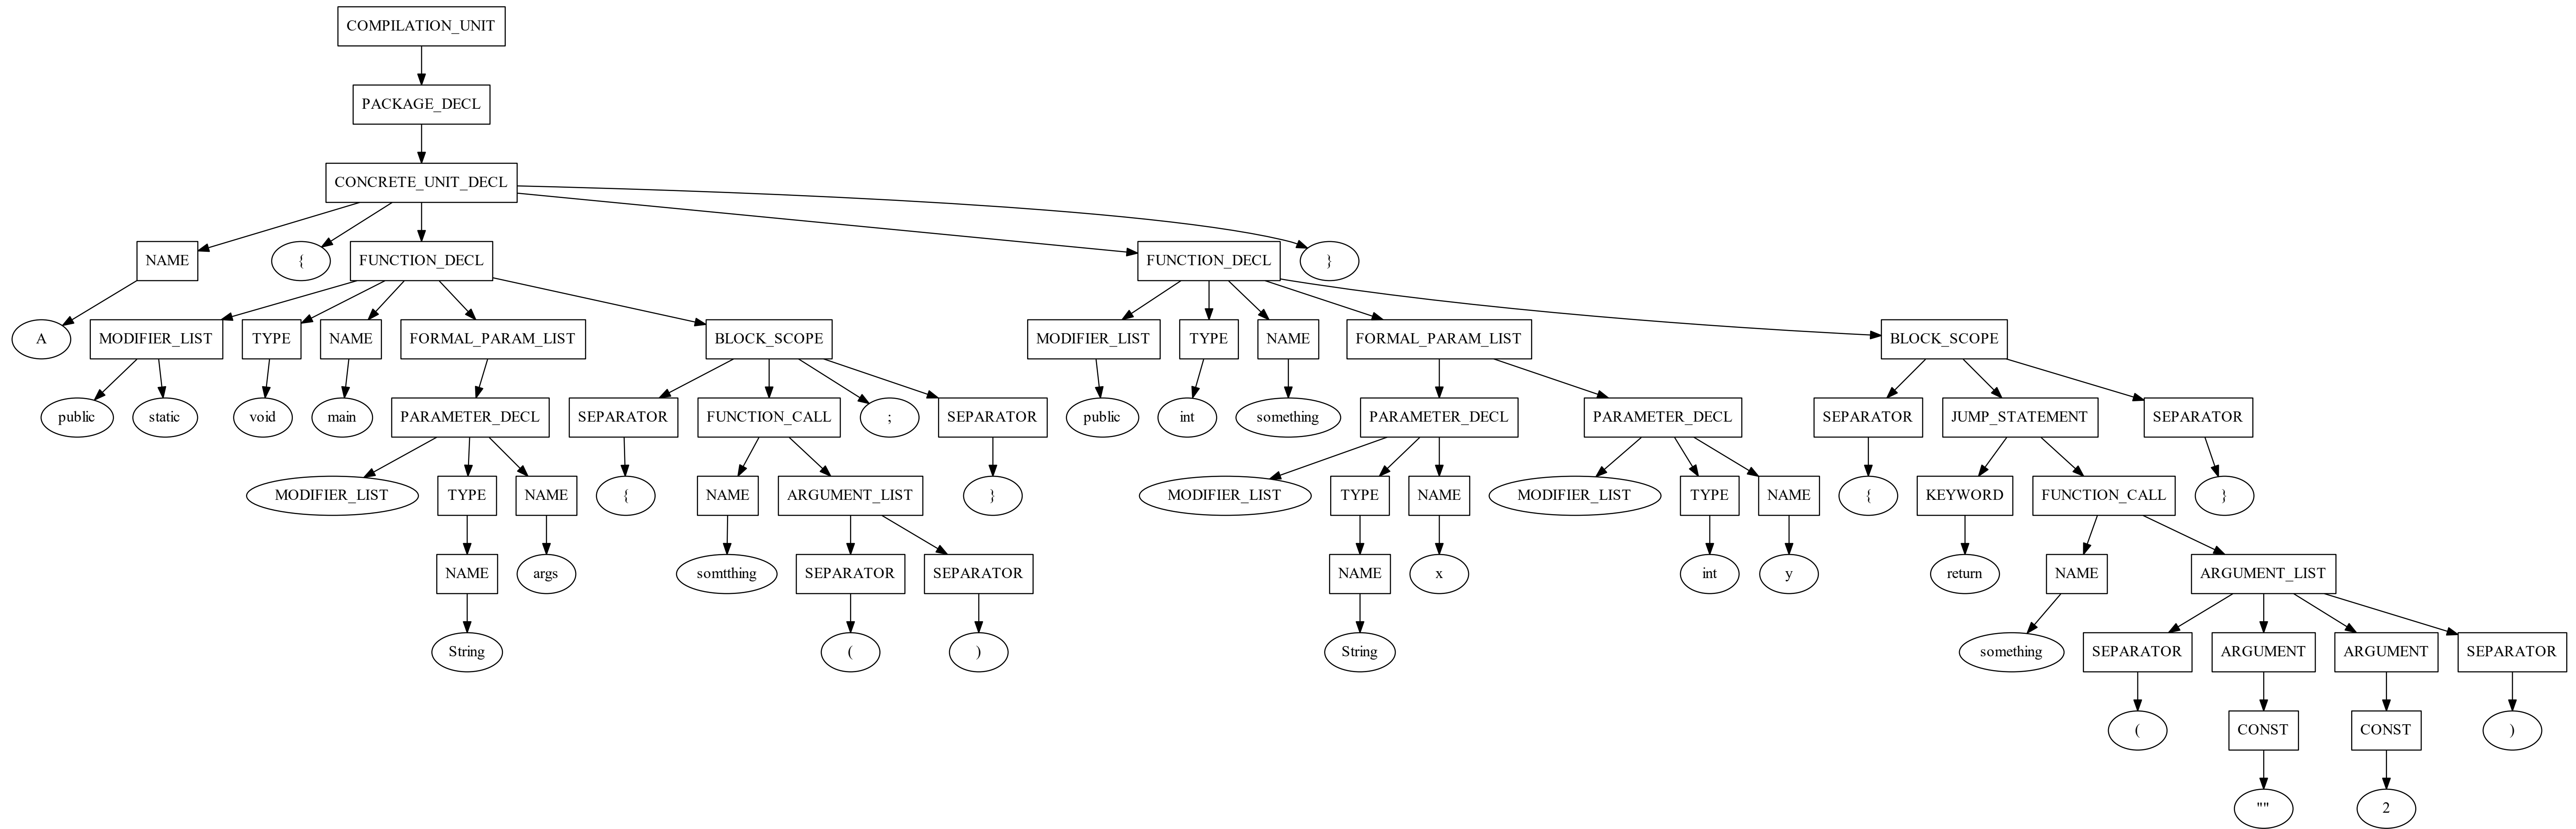 COMPILATION_UNIT
PACKAGE_DECL
CONCRETE_UNIT_DECL
NAME { FUNCTION_DECL FUNCTION_DECL }
A MODIFIER_LIST TYPE NAME FORMAL_PARAM_LIST BLOCK_SCOPE MODIFIER_LIST TYPE NAME FORMAL_PARAM_LIST BLOCK_SCOPE
public static void main PARAMETER_DECL SEPARATOR FUNCTION_CALL ; SEPARATOR public int something PARAMETER_DECL PARAMETER_DECL SEPARATOR JUMP_STATEMENT SEPARATOR
MODIFIER_LIST TYPE NAME { NAME ARGUMENT_LIST } MODIFIER_LIST TYPE NAME MODIFIER_LIST TYPE NAME { KEYWORD FUNCTION_CALL }
NAME args somtthing SEPARATOR SEPARATOR NAME x int y return NAME ARGUMENT_LIST
String ( ) String something SEPARATOR ARGUMENT ARGUMENT SEPARATOR
( CONST CONST )
"" 2